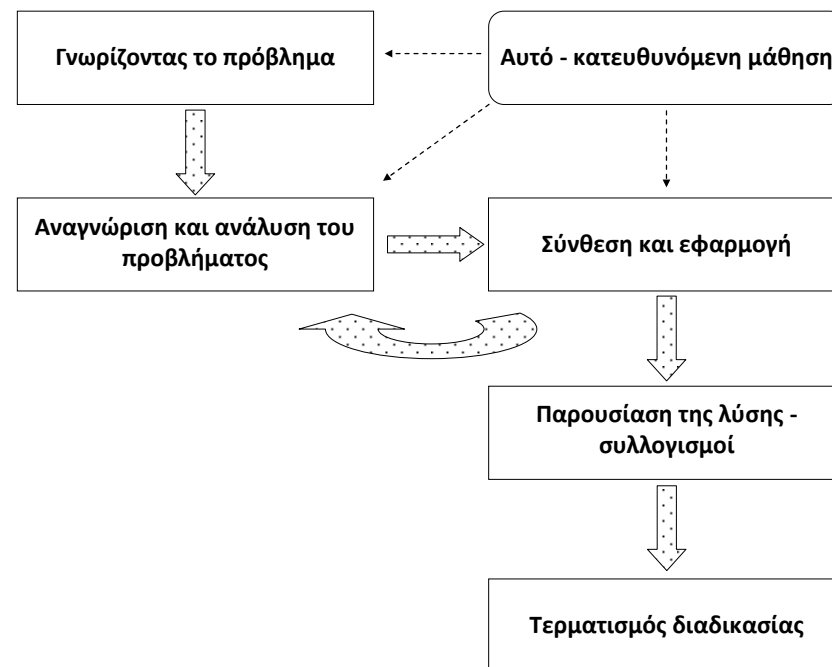 Γνωρίζοντας το πρόβλημα
Αυτό - κατευθυνόμενη μάθηση
Αναγνώριση και ανάλυση του
προβλήματος
Σύνθεση και εφαρμογή
Παρουσίαση της λύσης -
συλλογισμοί
Τερματισμός διαδικασίας